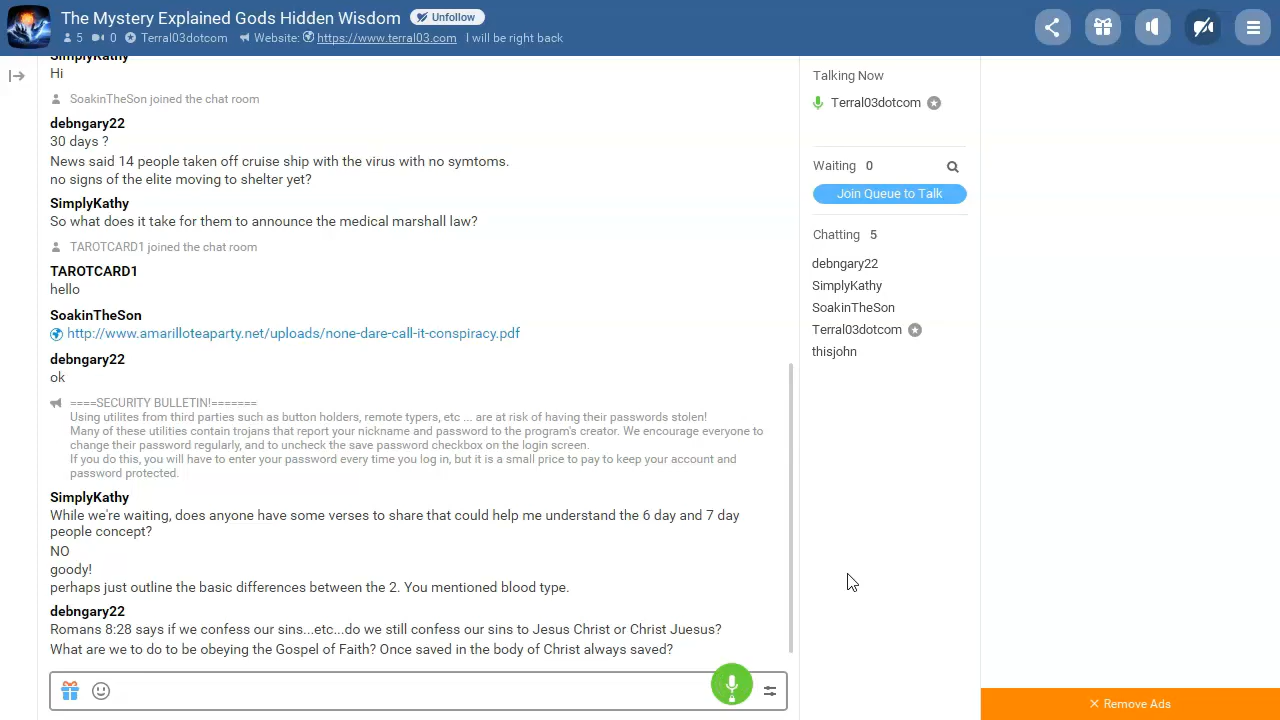 The Mystery Explained Gods Hidden Wisdom Unfollow
5 0 Terral03dotcom Website: https://www.terral03.com I will be right back
SimplyKathy
Hi
SoakinTheSon joined the chat room
debngary22
30 days ?
News said 14 people taken off cruise ship with the virus with no symtoms.
no signs of the elite moving to shelter yet?
SimplyKathy
So what does it take for them to announce the medical marshall law?
TAROTCARD1 joined the chat room
TAROTCARD1
hello
SoakinTheSon
http://www.amarilloteaparty.net/uploads/none-dare-call-it-conspiracy.pdf
debngary22
ok
====SECURITY BULLETIN!=======
Using utilites from third parties such as button holders, remote typers, etc ... are at risk of having their passwords stolen!
Many of these utilities contain trojans that report your nickname and password to the program's creator. We encourage everyone to
change their password regularly, and to uncheck the save password checkbox on the login screen.
If you do this, you will have to enter your password every time you log in, but it is a small price to pay to keep your account and
password protected.
SimplyKathy
While we're waiting, does anyone have some verses to share that could help me understand the 6 day and 7 day
people concept?
NO
goody!
perhaps just outline the basic differences between the 2. You mentioned blood type.
debngary22
Romans 8:28 says if we confess our sins...etc...do we still confess our sins to Jesus Christ or Christ Juesus?
What are we to do to be obeying the Gospel of Faith? Once saved in the body of Christ always saved?
Talking Now
Terral03dotcom
Waiting 0
Join Queue to Talk
Chatting 5
debngary22
SimplyKathy
SoakinTheSon
Terral03dotcom
thisjohn
Remove Ads